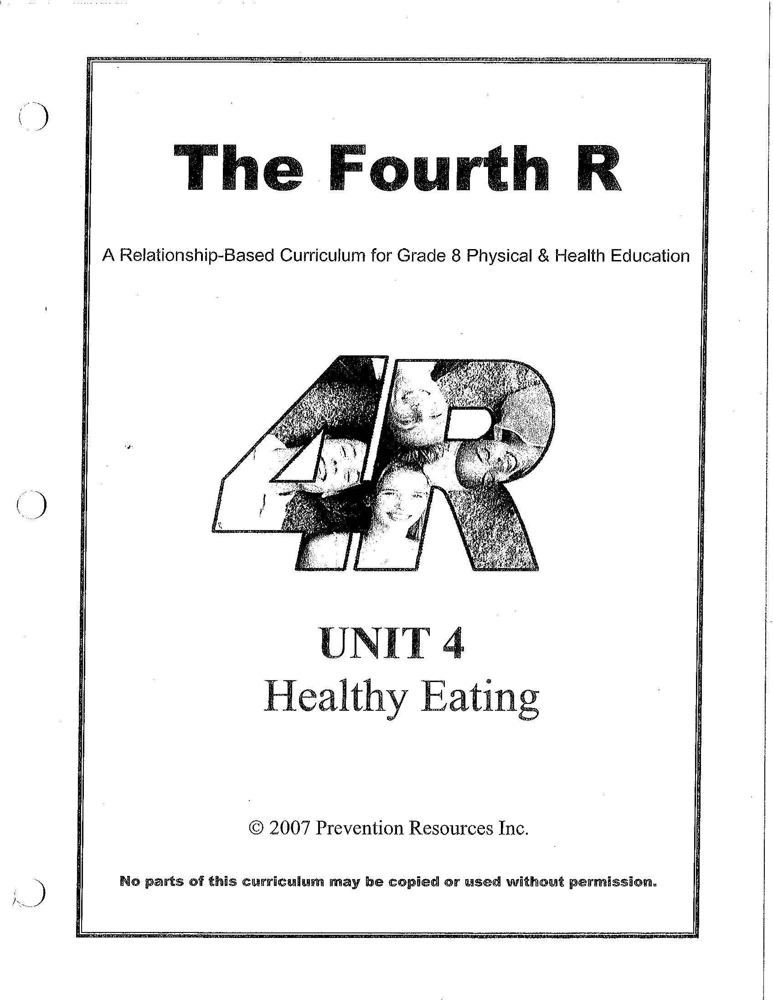 The Fourth R
A Relationship-Based Curriculum for Grade 8 Physical & Health Education
4R
UNIT 4
Healthy Eating
© 2007 Prevention Resources Inc.
No parts of this curriculum may be copied or used without permission.